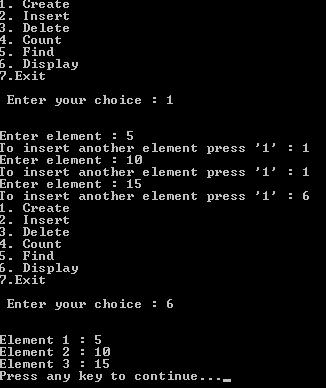 1. Create
2. Insert
3. Delete
4. Count
5. Find
6. Display
7.Exit
Enter your choice : 1
Enter element : 5
To insert another element press '1' : 1
Enter element : 10
To insert another element press '1' : 1
Enter element : 15
To insert another element press '1' : 6
1. Create
2. Insert
3. Delete
4. Count
5. Find
6. Display
7.Exit
Enter your choice : 6
Element 1 : 5
Element 2 : 10
Element 3 : 15
Press any key to continue..._